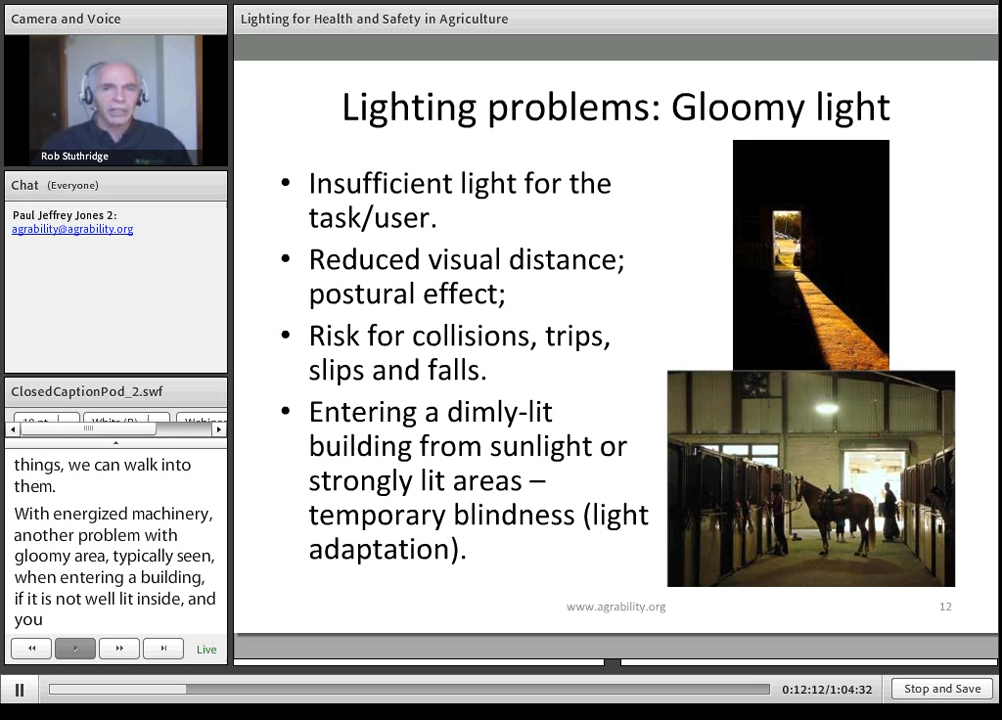 Camera and Voice
Rob Stuthridge
Chat (Everyone)
Paul Jeffrey Jones 2:
agrability@agrability.org
ClosedCaptionPod_2.swf
things, we can walk into
them.
With energized machinery,
another problem with
gloomy area, typically seen,
when entering a building,
if it is not well lit inside, and
you
Live
Lighting for Health and Safety in Agriculture
Lighting problems: Gloomy light
• Insufficient light for the
task/user.
• Reduced visual distance;
postural effect;
• Risk for collisions, trips,
slips and falls.
• Entering a dimly-lit
building from sunlight or
strongly lit areas –
temporary blindness (light
adaptation).
www.agrability.org
12
0:12:12/1:04:32
Stop and Save